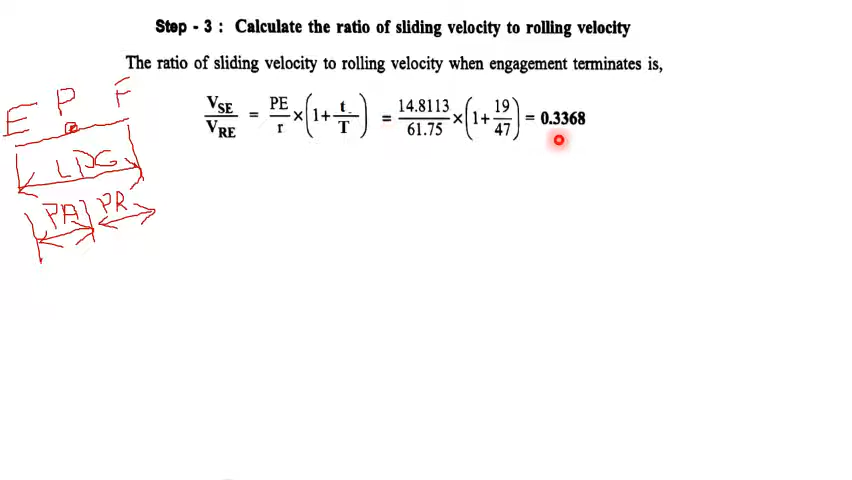 Step - 3 : Calculate the ratio of sliding velocity to rolling velocity
The ratio of sliding velocity to rolling velocity when engagement terminates is,
V_SE / V_RE = PE / r × (1 + t / T) = 14.8113 / 61.75 × (1 + 19 / 47) = 0.3368
E P F
LPC
PA PR